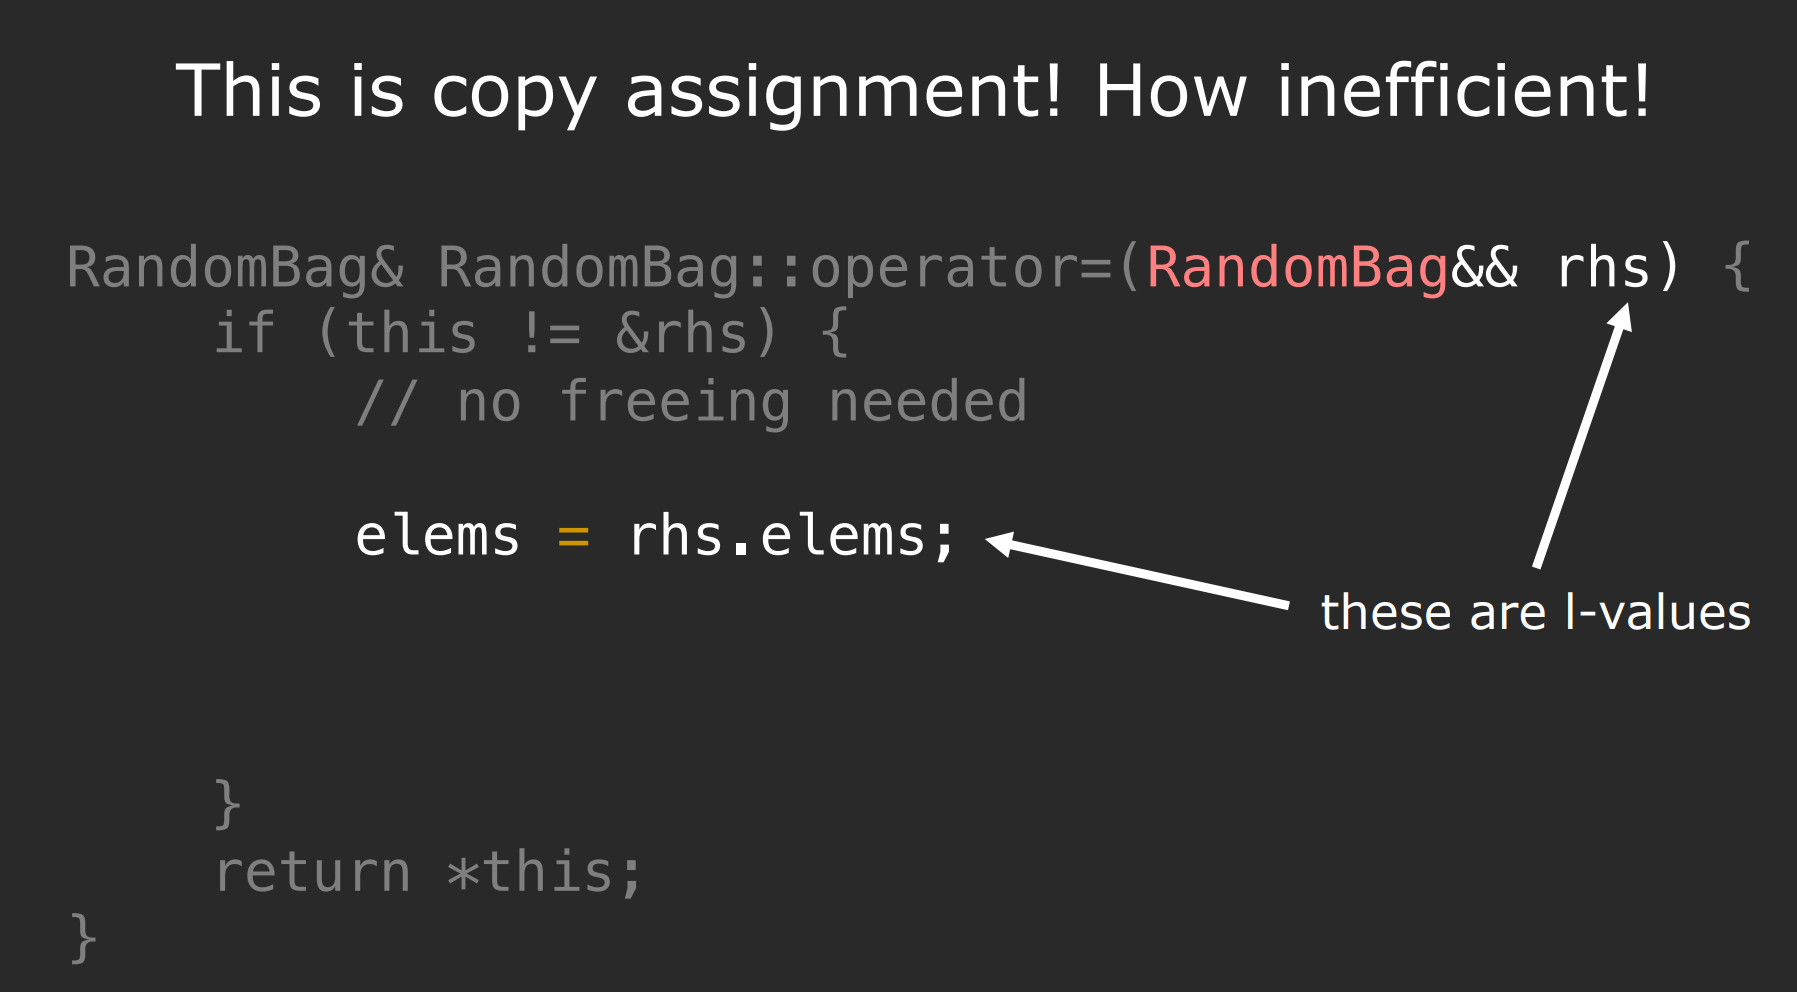 This is copy assignment! How inefficient!
RandomBag& RandomBag::operator=(RandomBag&& rhs) {
if (this != &rhs) {
// no freeing needed
elems = rhs.elems;
these are l-values
}
return *this;
}